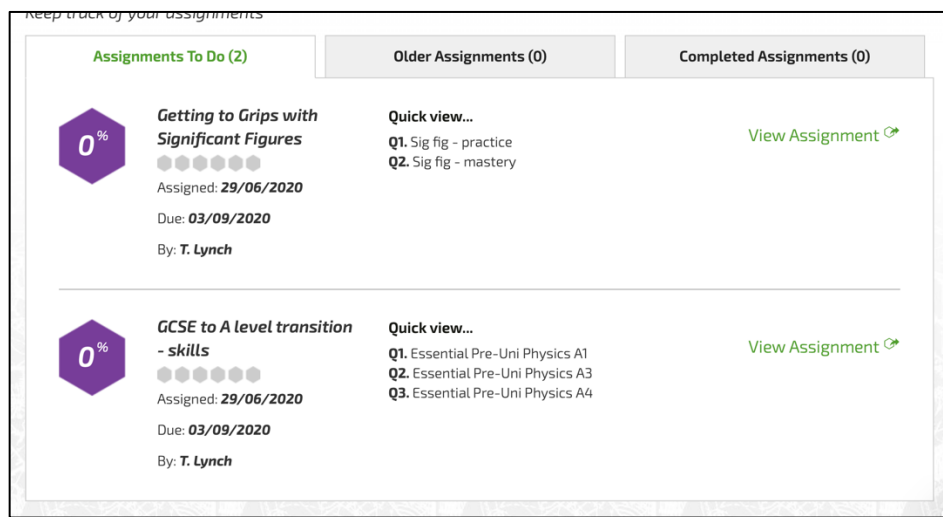 Keep track of your assignments
Assignments To Do (2)
Older Assignments (0)
Completed Assignments (0)
0%
Getting to Grips with
Significant Figures
Assigned: 29/06/2020
Due: 03/09/2020
By: T. Lynch
Quick view...
Q1. Sig fig - practice
Q2. Sig fig - mastery
View Assignment
0%
GCSE to A level transition
- skills
Assigned: 29/06/2020
Due: 03/09/2020
By: T. Lynch
Quick view...
Q1. Essential Pre-Uni Physics A1
Q2. Essential Pre-Uni Physics A3
Q3. Essential Pre-Uni Physics A4
View Assignment